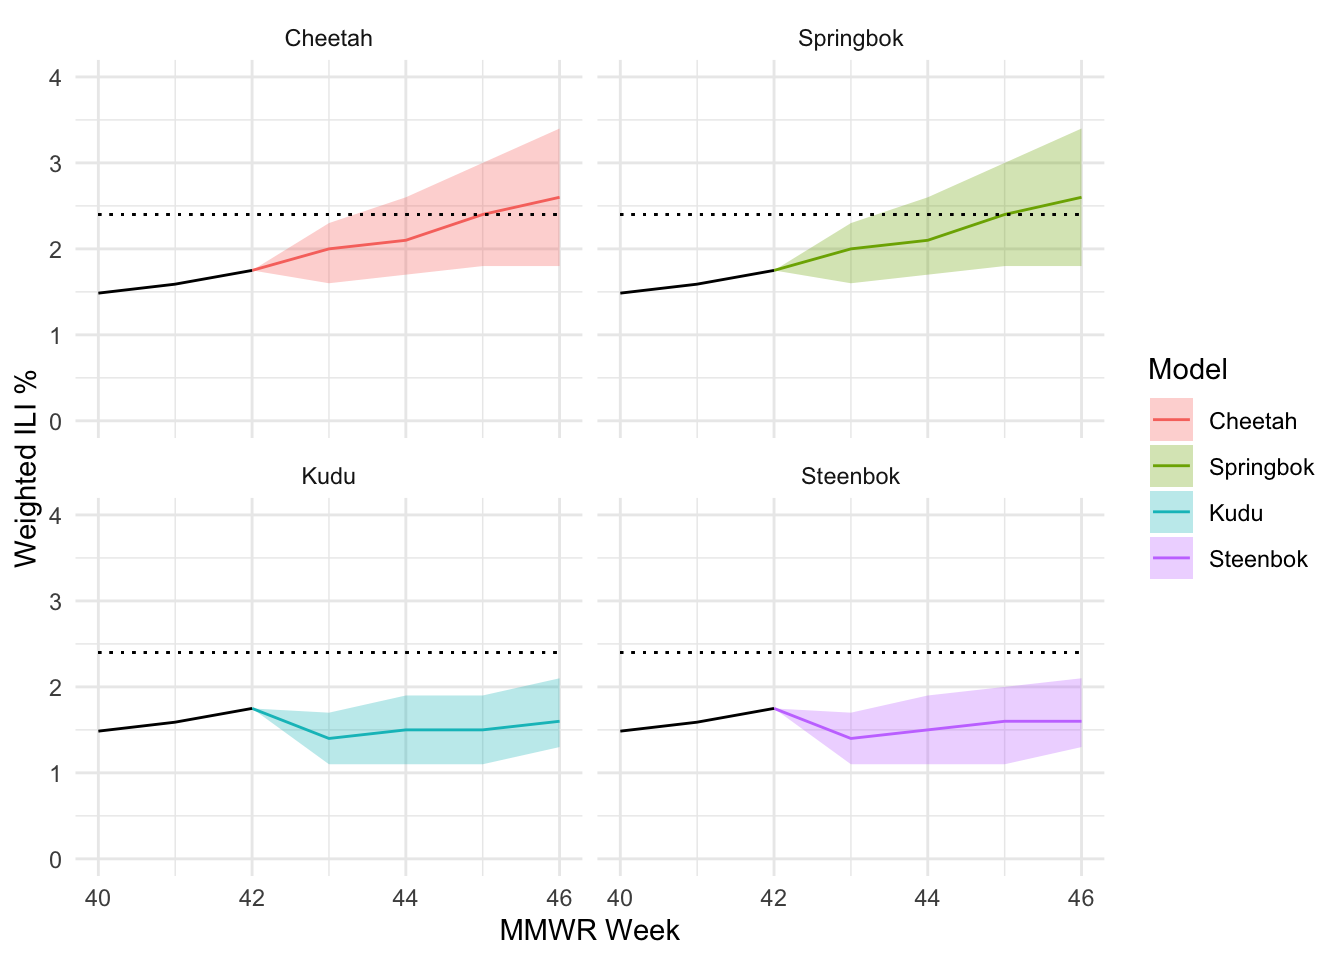 Cheetah
Springbok
4
3
2
1
0
Kudu
Steenbok
4
3
2
1
0
40
42
44
46
40
42
44
46
MMWR Week
Weighted ILI %
Model
Cheetah
Springbok
Kudu
Steenbok